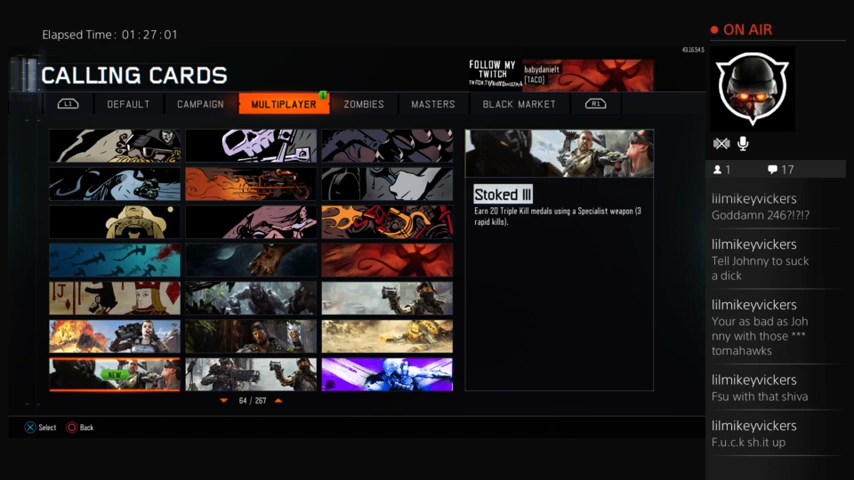 Elapsed Time: 01:27:01
ON AIR
CALLING CARDS
FOLLOW MY
TWITCH
babydanielt
[TACO]
L1
DEFAULT
CAMPAIGN
MULTIPLAYER
ZOMBIES
MASTERS
BLACK MARKET
R1
1
17
Stoked III
Earn 20 Triple Kill medals using a Specialist weapon (3
rapid kills).
lilmikeyvickers
Goddamn 246?!?!?
lilmikeyvickers
Tell Johnny to suck
a dick
lilmikeyvickers
Your as bad as Joh
nny with those ***
tomahawks
lilmikeyvickers
Fsu with that shiva
lilmikeyvickers
F.u.c.k sh.it up
NEW
64 / 267
Select
Back